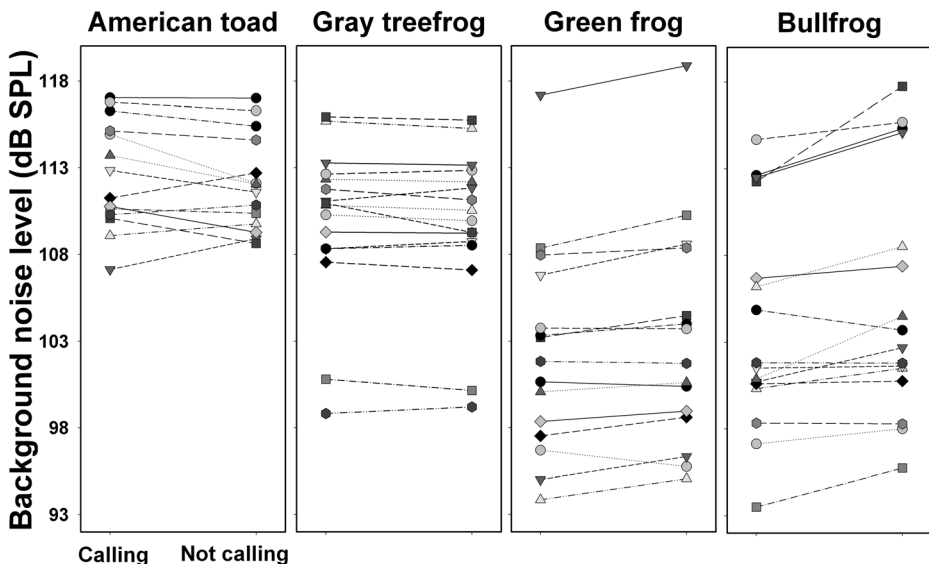 American toad Gray treefrog Green frog Bullfrog
Background noise level (dB SPL)
118
113
108
103
98
93
Calling Not calling